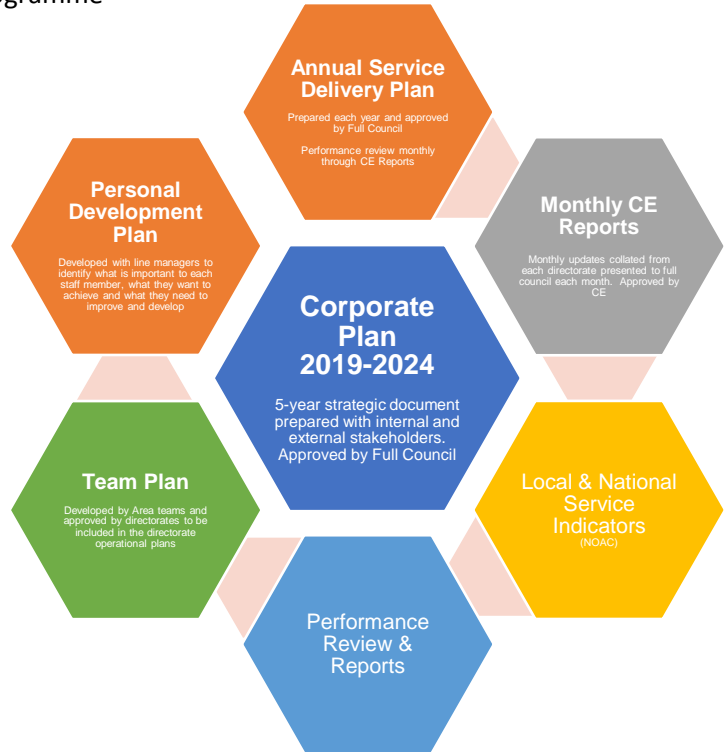 ogramme
Annual Service
Delivery Plan
Prepared each year and approved
by Full Council
Performance review monthly
through CE Reports
Personal
Development
Plan
Developed with line managers to
identify what is important to each
staff member, what they want to
achieve and what they need to
improve and develop
Monthly CE
Reports
Monthly updates collated from
each directorate presented to full
council each month. Approved by
CE
Corporate
Plan
2019-2024
5-year strategic document
prepared with internal and
external stakeholders.
Approved by Full Council
Team Plan
Developed by Area teams and
approved by directorates to be
included in the directorate
operational plans
Local & National
Service
Indicators
(NOAC)
Performance
Review &
Reports